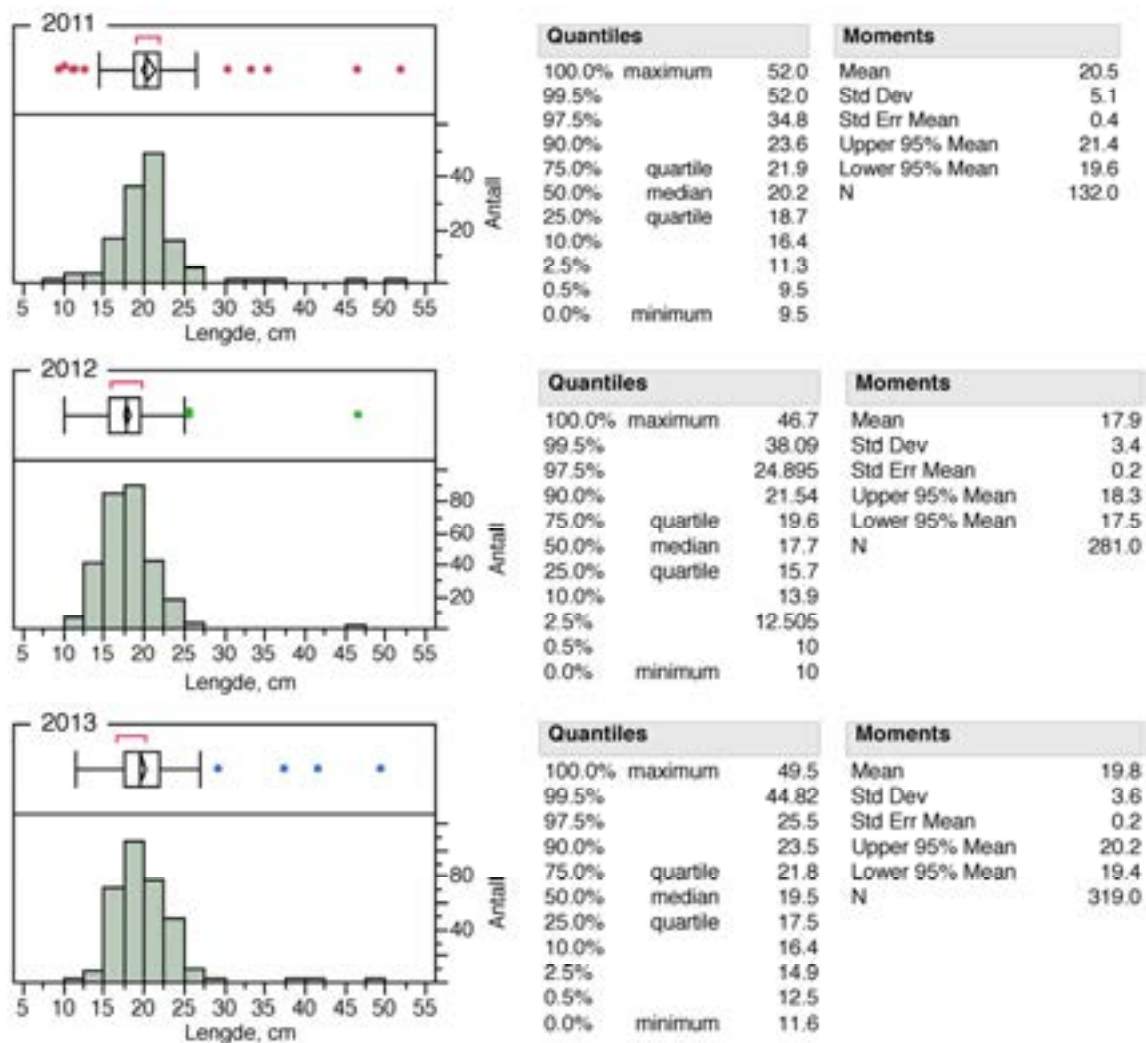 2011
40
20
Antall
5 10 15 20 25 30 35 40 45 50 55
Lengde, cm
Quantiles
100.0% maximum 52.0
99.5% 52.0
97.5% 34.8
90.0% 23.6
75.0% quartile 21.9
50.0% median 20.2
25.0% quartile 18.7
10.0% 16.4
2.5% 11.3
0.5% 9.5
0.0% minimum 9.5
Moments
Mean 20.5
Std Dev 5.1
Std Err Mean 0.4
Upper 95% Mean 21.4
Lower 95% Mean 19.6
N 132.0
2012
80
60
40
20
Antall
5 10 15 20 25 30 35 40 45 50 55
Lengde, cm
Quantiles
100.0% maximum 46.7
99.5% 38.09
97.5% 24.895
90.0% 21.54
75.0% quartile 19.6
50.0% median 17.7
25.0% quartile 15.7
10.0% 13.9
2.5% 12.505
0.5% 10
0.0% minimum 10
Moments
Mean 17.9
Std Dev 3.4
Std Err Mean 0.2
Upper 95% Mean 18.3
Lower 95% Mean 17.5
N 281.0
2013
80
40
Antall
5 10 15 20 25 30 35 40 45 50 55
Lengde, cm
Quantiles
100.0% maximum 49.5
99.5% 44.82
97.5% 25.5
90.0% 23.5
75.0% quartile 21.8
50.0% median 19.5
25.0% quartile 17.5
10.0% 16.4
2.5% 14.9
0.5% 12.5
0.0% minimum 11.6
Moments
Mean 19.8
Std Dev 3.6
Std Err Mean 0.2
Upper 95% Mean 20.2
Lower 95% Mean 19.4
N 319.0